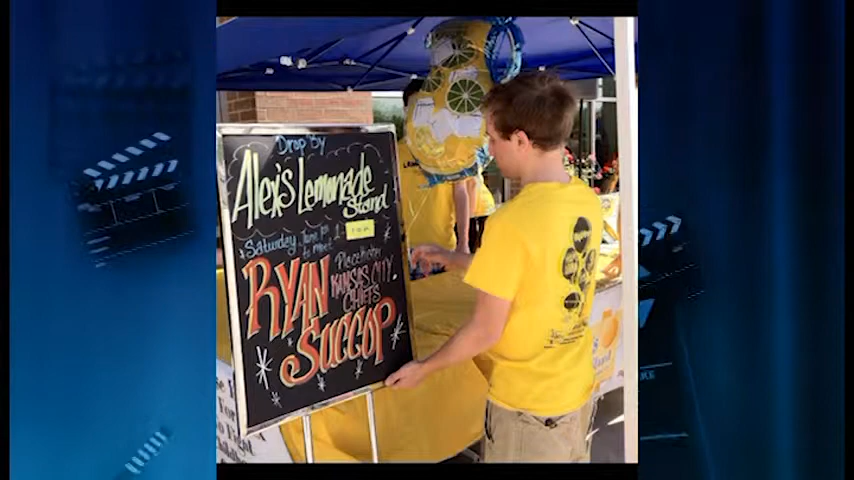 Drop By
Alex's Lemonade
Stand
Saturday, June
to meet
Placekicker
RYAN
KANSAS CITY
CHIEFS
SUCCOP